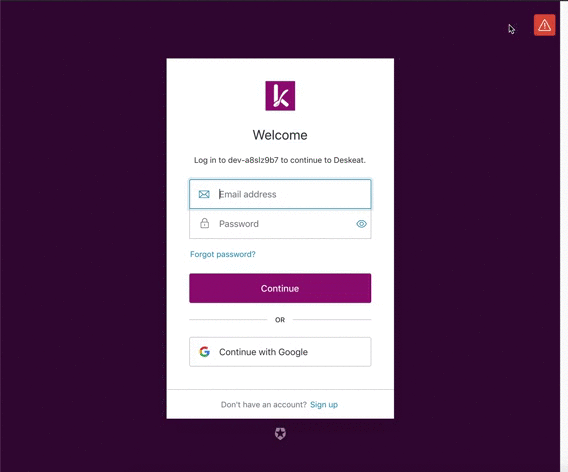 Welcome
Log in to dev-a8slz9b7 to continue to Deskeat.
Email address
Password
Forgot password?
Continue
OR
Continue with Google
Don't have an account? Sign up